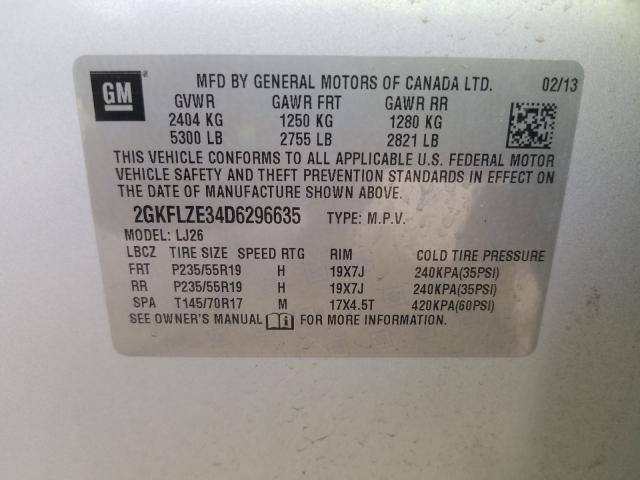 GM
MFD BY GENERAL MOTORS OF CANADA LTD. 02/13
GVWR GAWR FRT GAWR RR
2404 KG 1250 KG 1280 KG
5300 LB 2755 LB 2821 LB
THIS VEHICLE CONFORMS TO ALL APPLICABLE U.S. FEDERAL MOTOR
VEHICLE SAFETY AND THEFT PREVENTION STANDARDS IN EFFECT ON
THE DATE OF MANUFACTURE SHOWN ABOVE.
2GKFLZE34D6296635 TYPE: M.P.V.
MODEL: LJ26
LBCZ TIRE SIZE SPEED RTG RIM COLD TIRE PRESSURE
FRT P235/55R19 H 19X7J 240KPA(35PSI)
RR P235/55R19 H 19X7J 240KPA(35PSI)
SPA T145/70R17 M 17X4.5T 420KPA(60PSI)
SEE OWNER'S MANUAL FOR MORE INFORMATION.